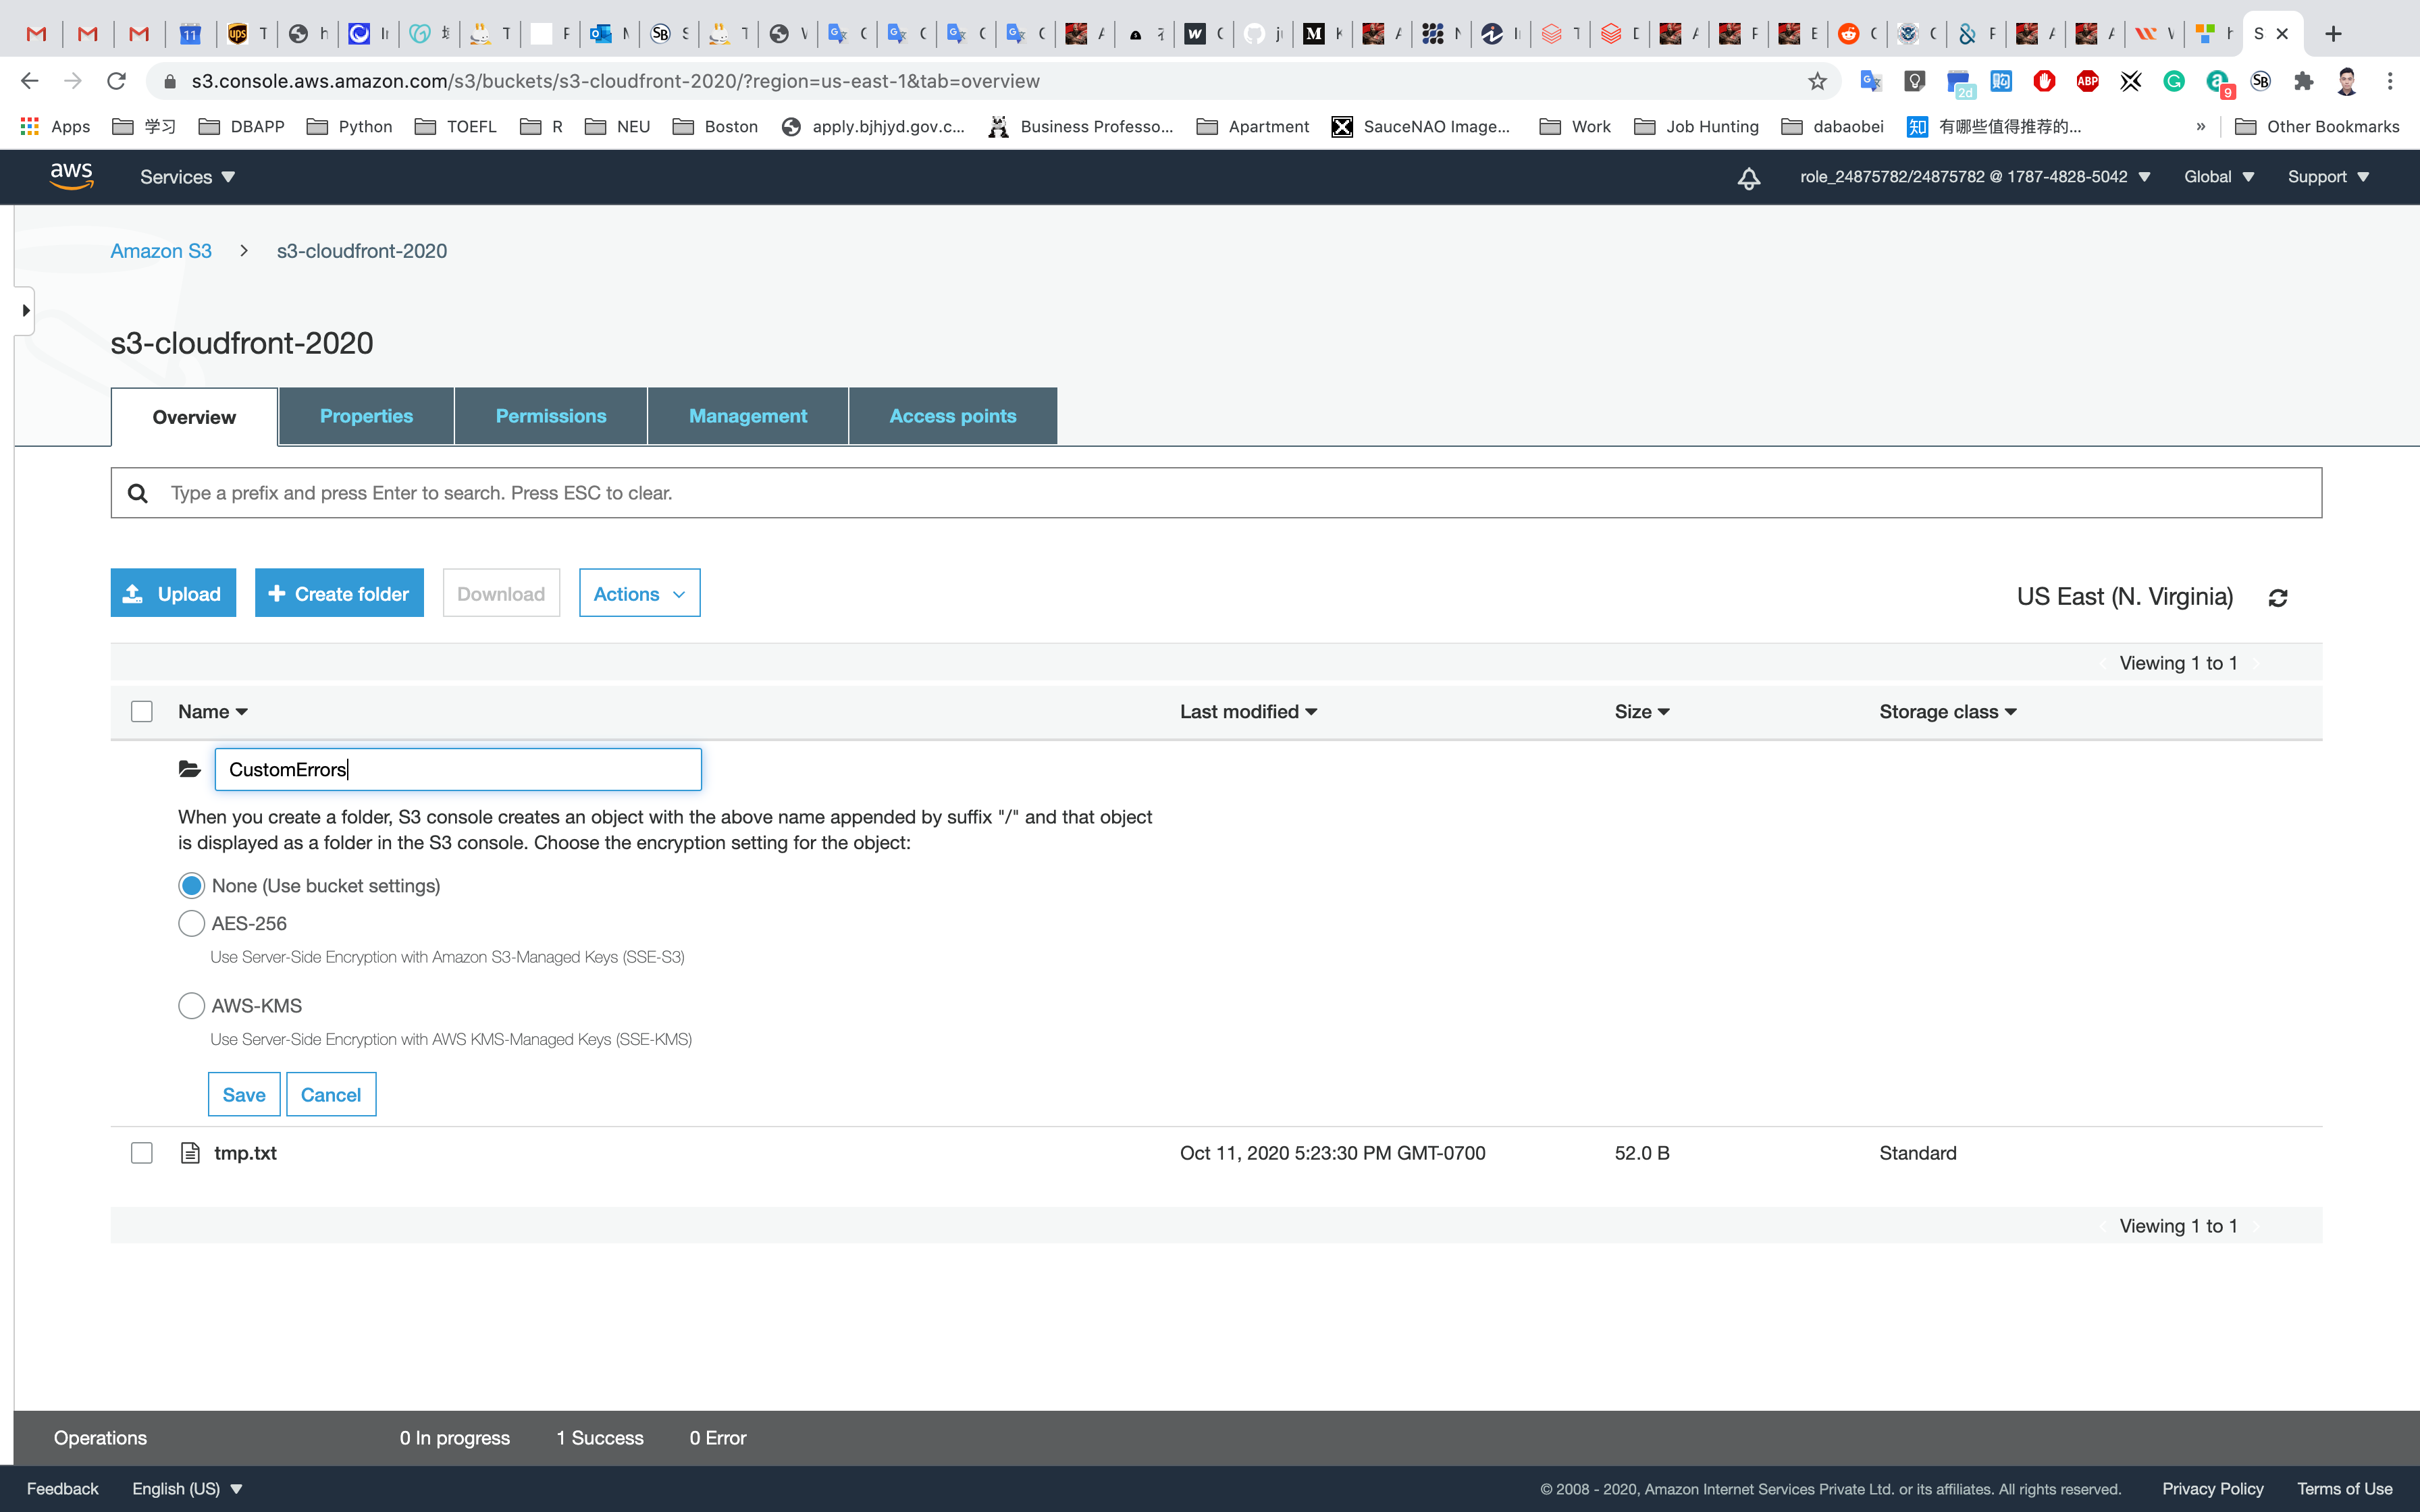 s3.console.aws.amazon.com/s3/buckets/s3-cloudfront-2020/?region=us-east-1&tab=overview
Apps 学习 DBAPP Python TOEFL R NEU Boston apply.bjhjyd.gov.c... Business Professo... Apartment SauceNAO Image... Work Job Hunting dabaobei 有哪些值得推荐的... » Other Bookmarks
aws Services role_24875782/24875782 @ 1787-4828-5042 Global Support
Amazon S3 > s3-cloudfront-2020
s3-cloudfront-2020
Overview Properties Permissions Management Access points
Type a prefix and press Enter to search. Press ESC to clear.
Upload Create folder Download Actions US East (N. Virginia)
Viewing 1 to 1
Name Last modified Size Storage class
CustomErrors
When you create a folder, S3 console creates an object with the above name appended by suffix "/" and that object
is displayed as a folder in the S3 console. Choose the encryption setting for the object:
None (Use bucket settings)
AES-256
Use Server-Side Encryption with Amazon S3-Managed Keys (SSE-S3)
AWS-KMS
Use Server-Side Encryption with AWS KMS-Managed Keys (SSE-KMS)
Save Cancel
tmp.txt Oct 11, 2020 5:23:30 PM GMT-0700 52.0 B Standard
Viewing 1 to 1
Operations 0 In progress 1 Success 0 Error
Feedback English (US) © 2008 - 2020, Amazon Internet Services Private Ltd. or its affiliates. All rights reserved. Privacy Policy Terms of Use